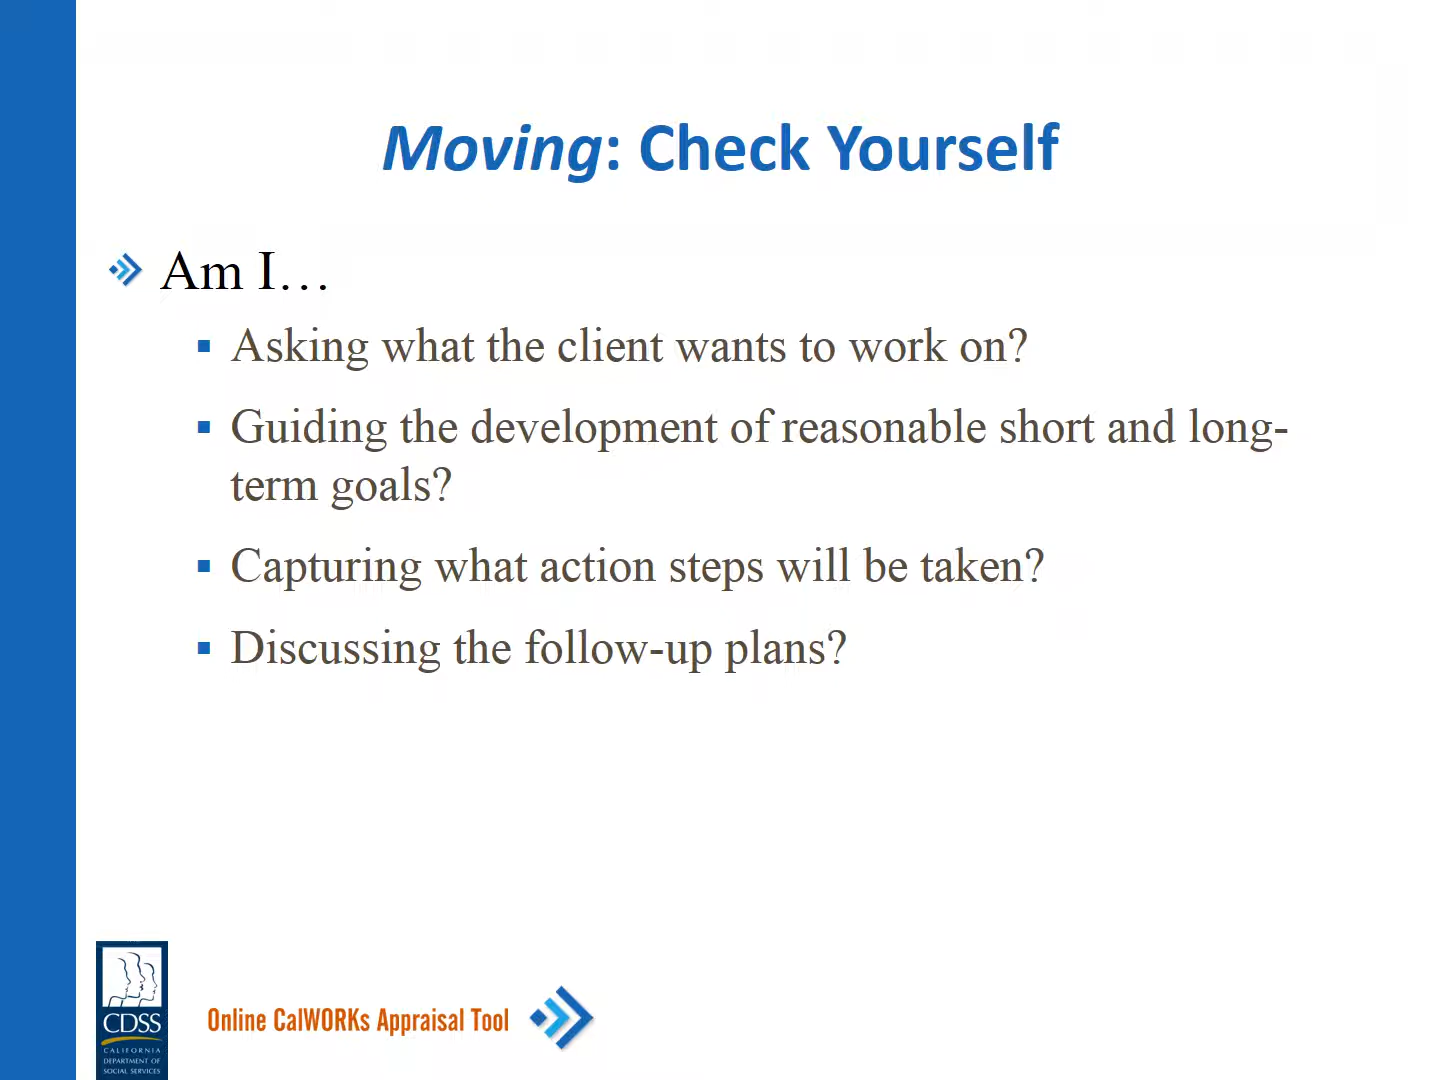 Moving: Check Yourself
Am I…
Asking what the client wants to work on?
Guiding the development of reasonable short and long-
term goals?
Capturing what action steps will be taken?
Discussing the follow-up plans?
CDSS
CALIFORNIA
DEPARTMENT OF
SOCIAL SERVICES
Online CalWORKs Appraisal Tool